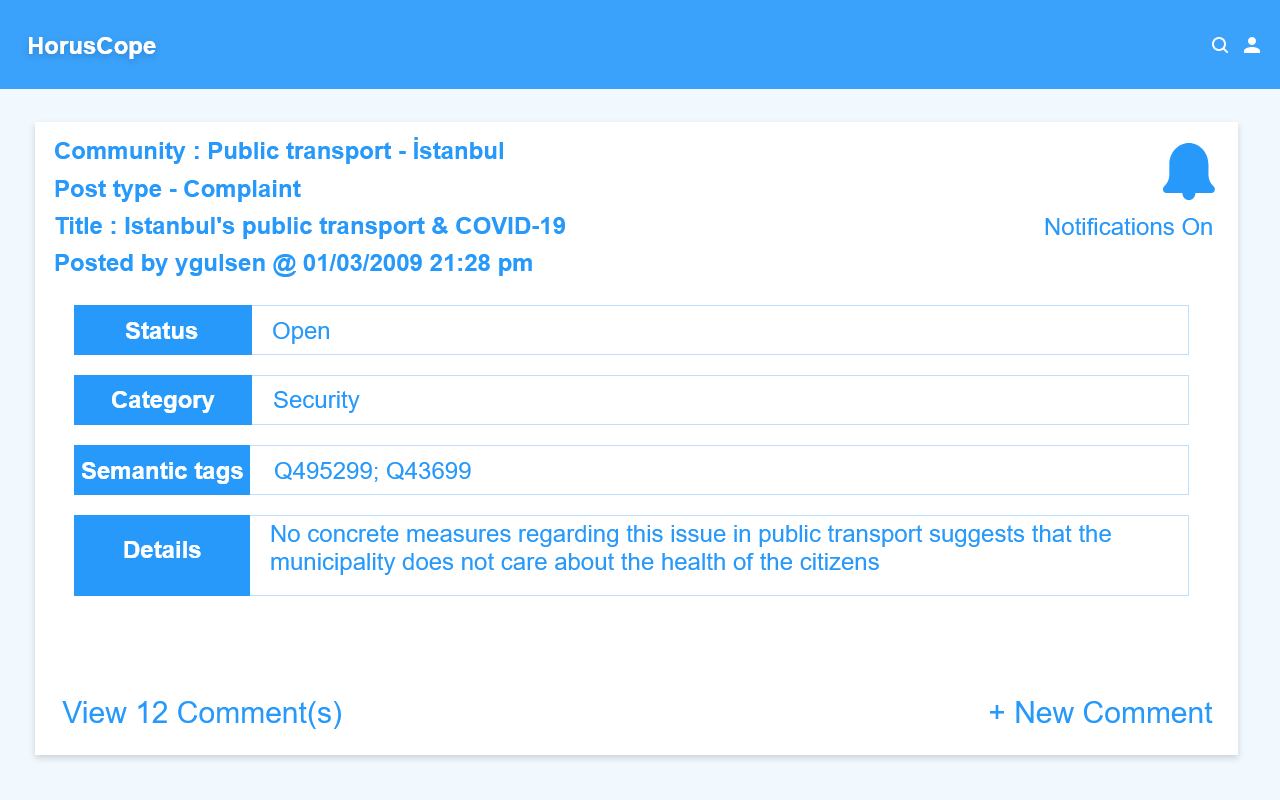 HorusCope
Community : Public transport - İstanbul
Post type - Complaint
Title : Istanbul's public transport & COVID-19
Notifications On
Posted by ygulsen @ 01/03/2009 21:28 pm
Status Open
Category Security
Semantic tags Q495299; Q43699
Details No concrete measures regarding this issue in public transport suggests that the
municipality does not care about the health of the citizens
View 12 Comment(s)
+ New Comment